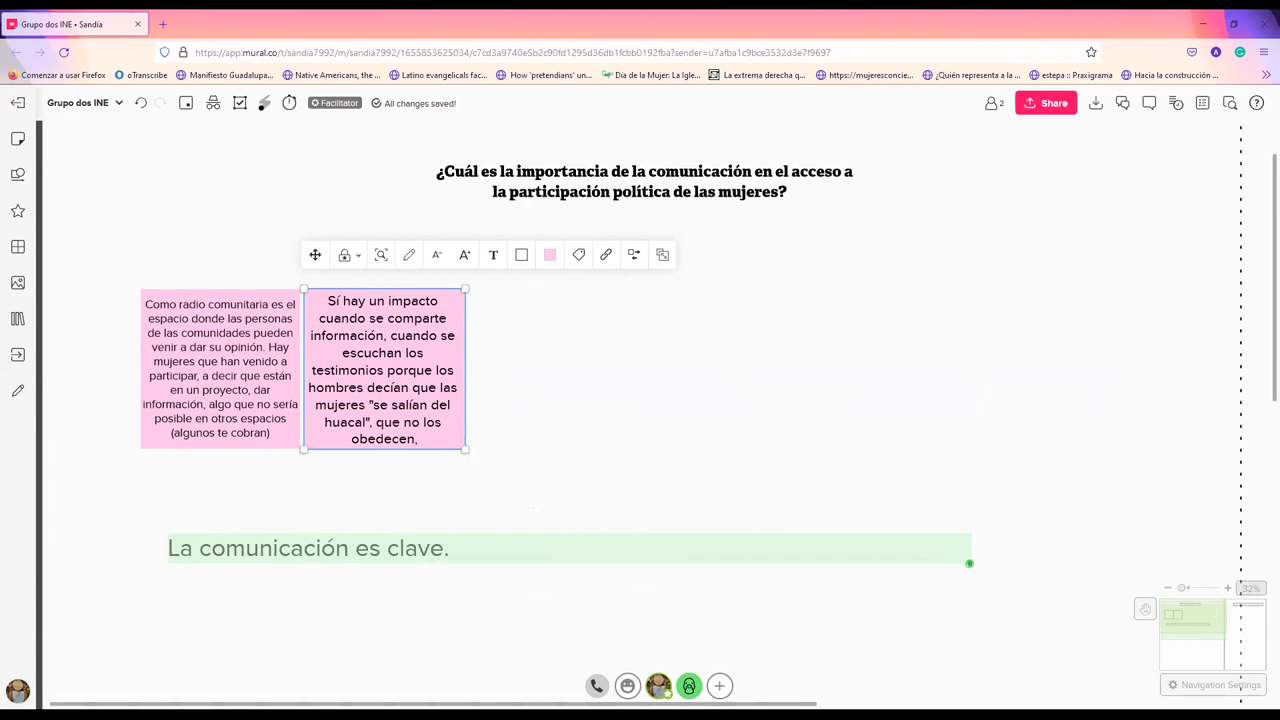 Grupo dos INE • Sandía
https://app.mural.co/t/sandia7992/m/sandia7992/1655853625034/c7cd3a9740e5b2c90fd1295d36db1fcbb0192fba?sender=u7afba1c9bce3532d3e7f9697
Comenzar a usar Firefox
oTranscribe
Manifiesto Guadalupa...
Native Americans, the...
Latino evangelicals fac...
How 'pretendians' un...
Día de la Mujer: La Igle...
La extrema derecha q...
https://mujeresconcie...
¿Quién representa a la ...
estepa :: Praxigrama
Hacia la construcción ...
Grupo dos INE
Facilitator
All changes saved!
2
Share
¿Cuál es la importancia de la comunicación en el acceso a
la participación política de las mujeres?
A-
A+
T
Como radio comunitaria es el
espacio donde las personas
de las comunidades pueden
venir a dar su opinión. Hay
mujeres que han venido a
participar, a decir que están
en un proyecto, dar
información, algo que no sería
posible en otros espacios
(algunos te cobran)
Sí hay un impacto
cuando se comparte
información, cuando se
escuchan los
testimonios porque los
hombres decían que las
mujeres "se salían del
huacal", que no los
obedecen,
La comunicación es clave.
32%
Navigation Settings